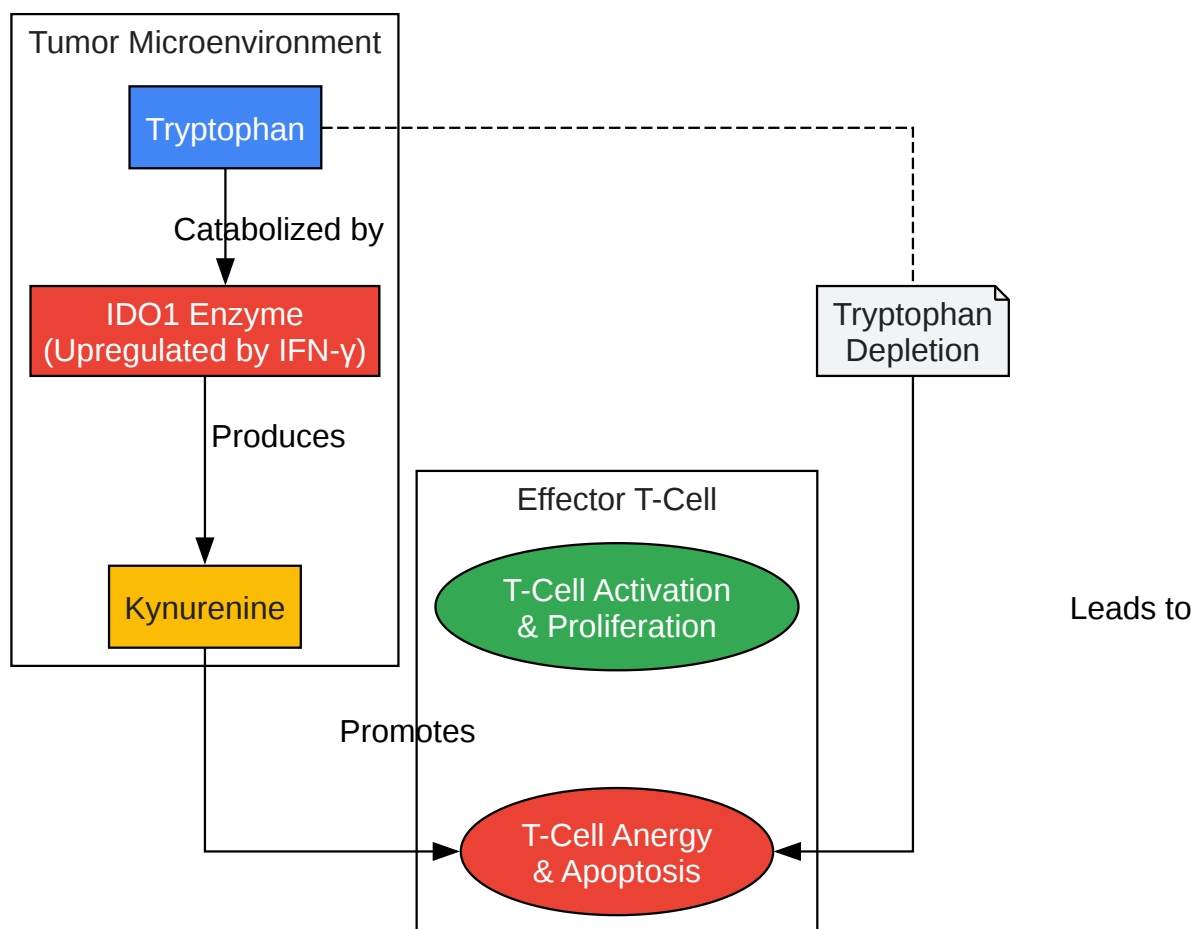 Tumor Microenvironment
Tryptophan
Catabolized by
IDO1 Enzyme
(Upregulated by IFN-γ)
Tryptophan
Depletion
Produces
Effector T-Cell
Kynurenine
T-Cell Activation
& Proliferation
Leads to
Promotes
T-Cell Anergy
& Apoptosis